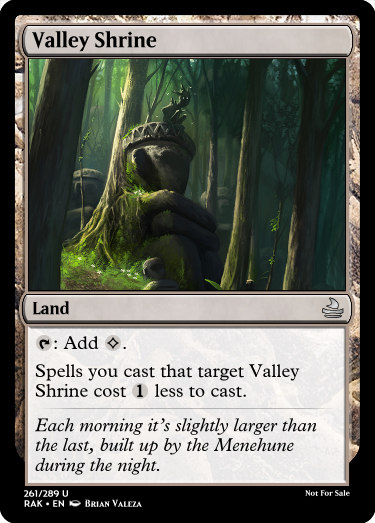 Valley Shrine
Land
: Add .
Spells you cast that target Valley
Shrine cost 1 less to cast.
Each morning it's slightly larger than
the last, built up by the Menehune
during the night.
261/289 U
Not For Sale
RAK • EN Brian Valeza